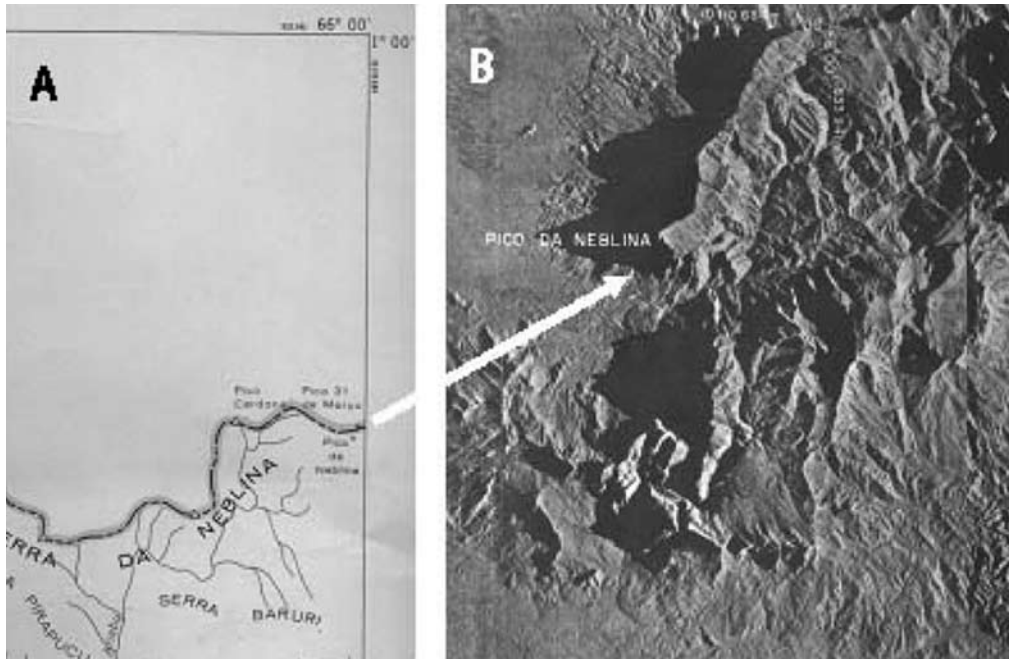 A
66° 00'
1° 00'
Pico Pico 31
Cardona de Março
Pico
da
Neblina
ERRA DA NEBLINA
SERRA BARURI
PIRAPUCU
B
PICO DA NEBLINA